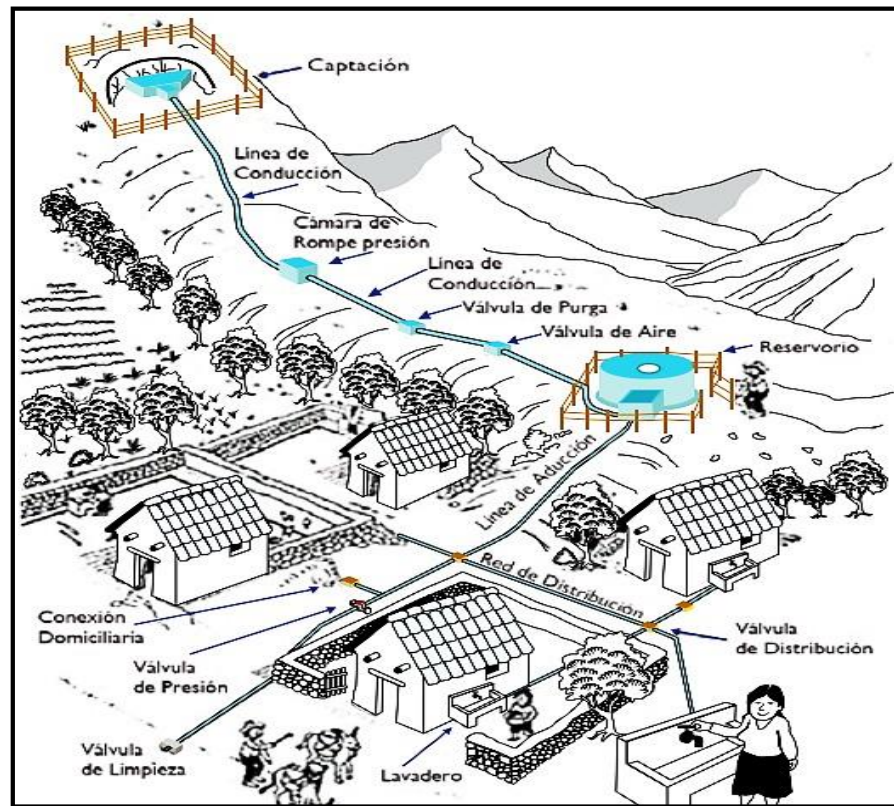 Captación
Línea de
Conducción
Cámara de
Rompe presión
Línea de
Conducción
Válvula de Purga
Válvula de Aire
Reservorio
Línea de Aducción
Red de Distribución
Conexión
Domiciliaria
Válvula
de Presión
Válvula
de Distribución
Válvula
de Limpieza
Lavadero